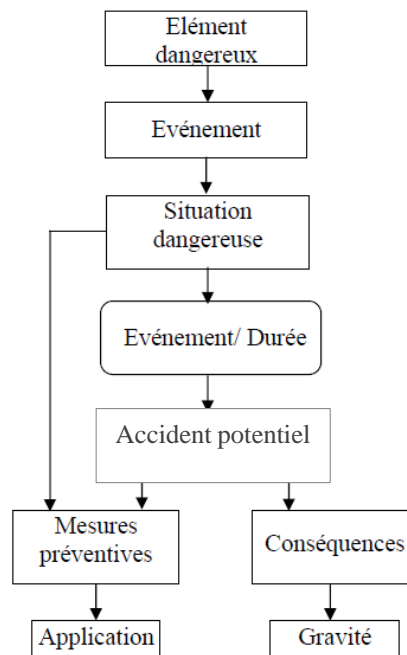 Elément
dangereux
Evénement
Situation
dangereuse
Evénement/ Durée
Accident potentiel
Mesures
préventives
Conséquences
Application
Gravité